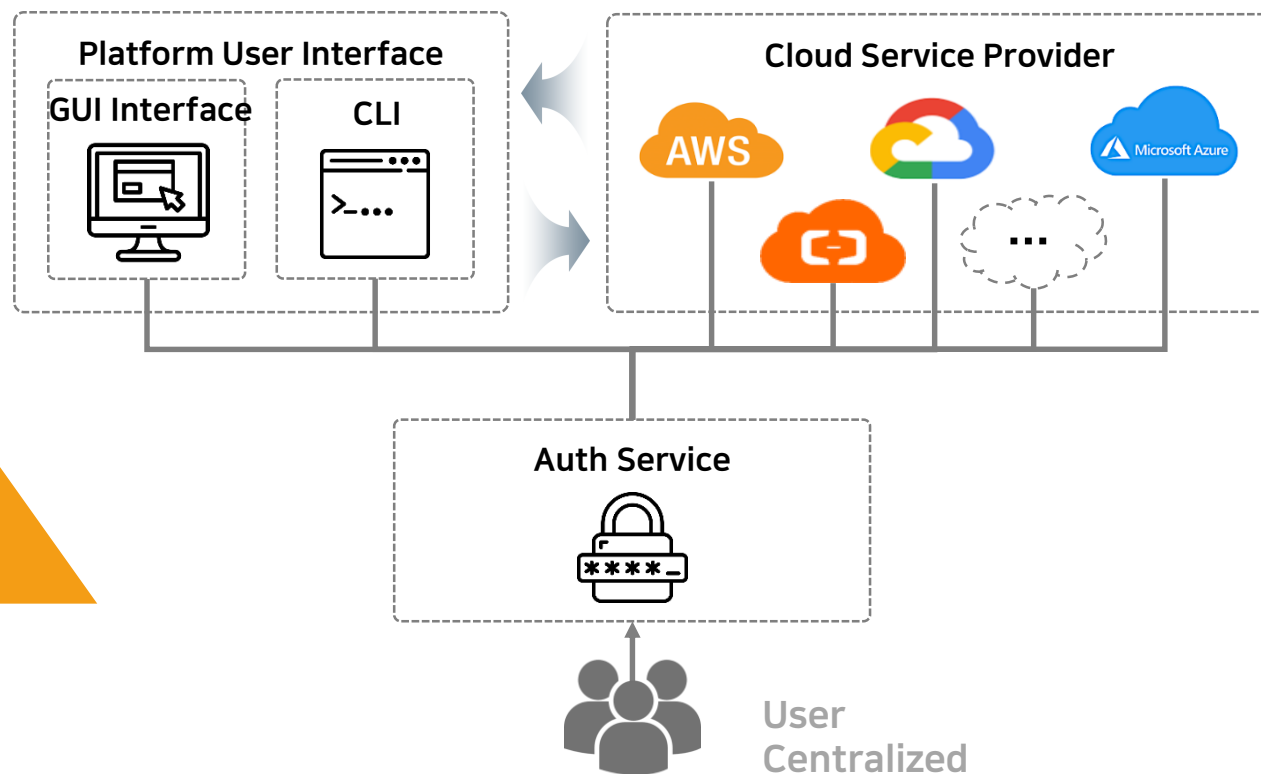 Platform User Interface
GUI Interface
CLI
>_...
Cloud Service Provider
AWS
Microsoft Azure
[-]
...
Auth Service
****_
User
Centralized